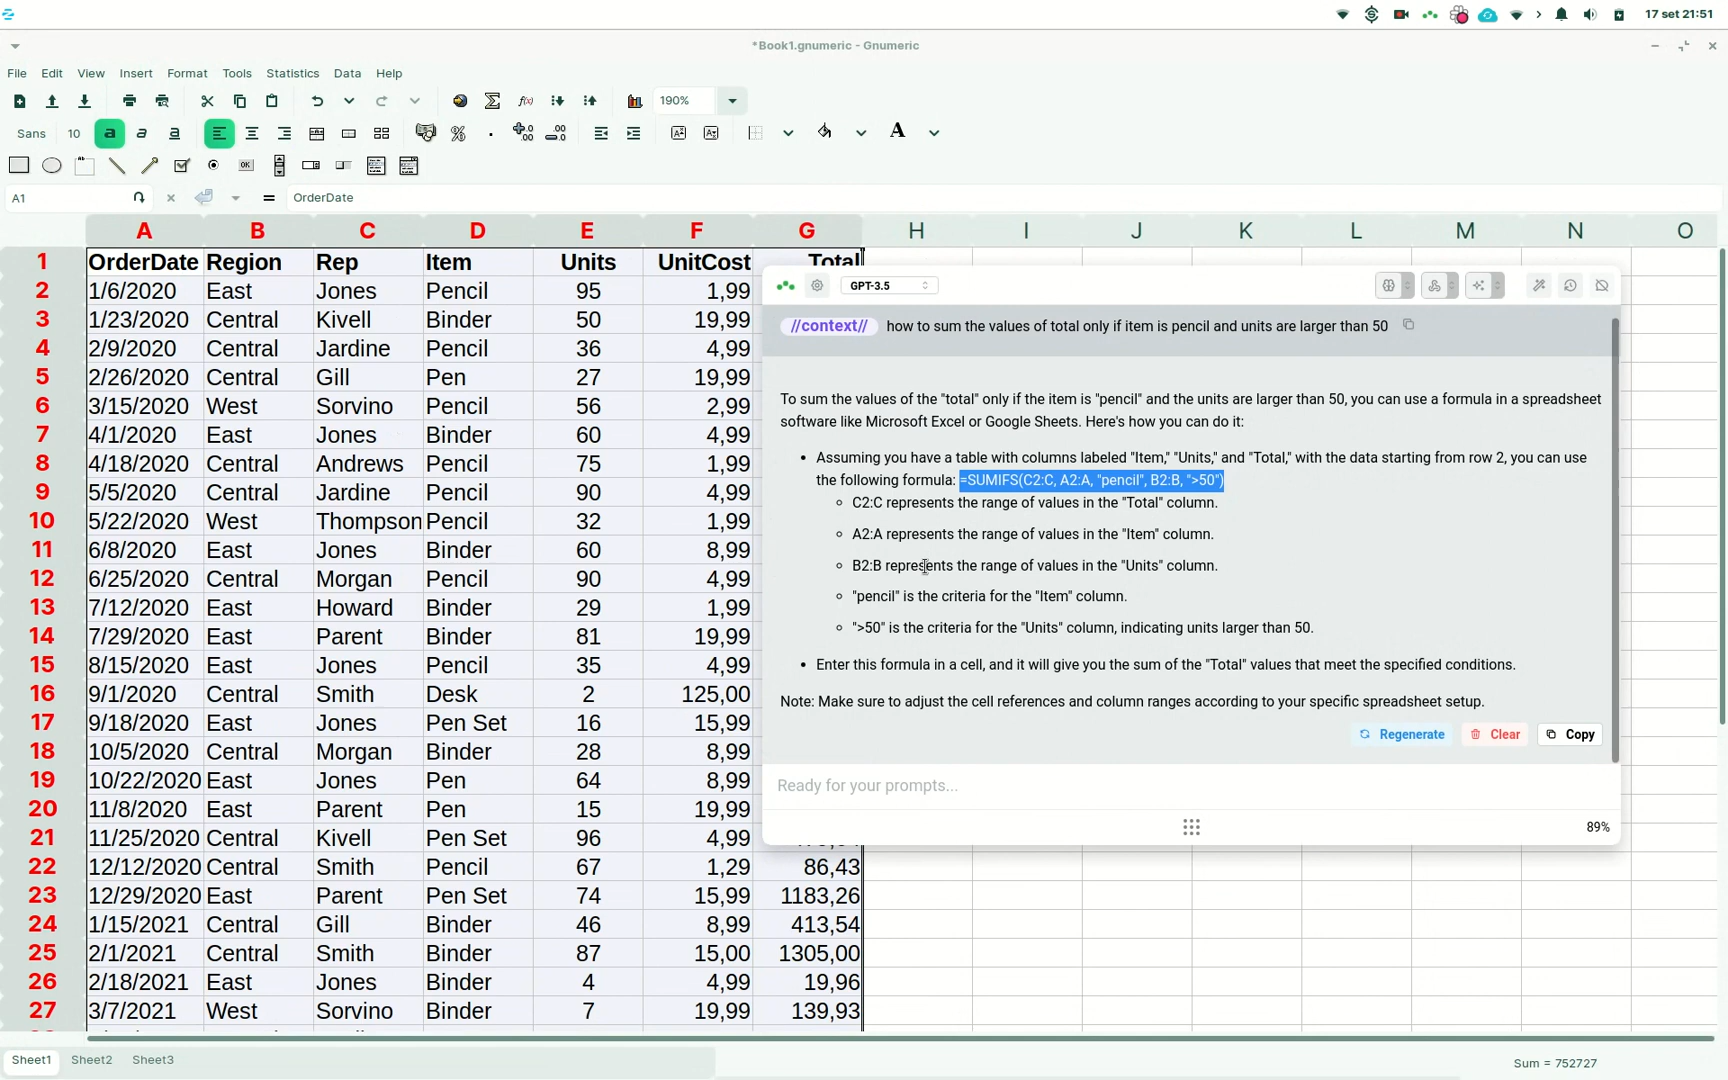 17 set 21:51
*Book1.gnumeric - Gnumeric
File Edit View Insert Format Tools Statistics Data Help
f(x) 190%
Sans 10 a a a A
OK
A1 = OrderDate
A B C D E F G H I J K L M N O
1 OrderDate Region Rep Item Units UnitCost Total
2 1/6/2020 East Jones Pencil 95 1,99
3 1/23/2020 Central Kivell Binder 50 19,99
4 2/9/2020 Central Jardine Pencil 36 4,99
5 2/26/2020 Central Gill Pen 27 19,99
6 3/15/2020 West Sorvino Pencil 56 2,99
7 4/1/2020 East Jones Binder 60 4,99
8 4/18/2020 Central Andrews Pencil 75 1,99
9 5/5/2020 Central Jardine Pencil 90 4,99
10 5/22/2020 West Thompson Pencil 32 1,99
11 6/8/2020 East Jones Binder 60 8,99
12 6/25/2020 Central Morgan Pencil 90 4,99
13 7/12/2020 East Howard Binder 29 1,99
14 7/29/2020 East Parent Binder 81 19,99
15 8/15/2020 East Jones Pencil 35 4,99
16 9/1/2020 Central Smith Desk 2 125,00
17 9/18/2020 East Jones Pen Set 16 15,99
18 10/5/2020 Central Morgan Binder 28 8,99
19 10/22/2020 East Jones Pen 64 8,99
20 11/8/2020 East Parent Pen 15 19,99
21 11/25/2020 Central Kivell Pen Set 96 4,99
22 12/12/2020 Central Smith Pencil 67 1,29 86,43
23 12/29/2020 East Parent Pen Set 74 15,99 1183,26
24 1/15/2021 Central Gill Binder 46 8,99 413,54
25 2/1/2021 Central Smith Binder 87 15,00 1305,00
26 2/18/2021 East Jones Binder 4 4,99 19,96
27 3/7/2021 West Sorvino Binder 7 19,99 139,93
GPT-3.5
//context// how to sum the values of total only if item is pencil and units are larger than 50
To sum the values of the "total" only if the item is "pencil" and the units are larger than 50, you can use a formula in a spreadsheet
software like Microsoft Excel or Google Sheets. Here's how you can do it:
• Assuming you have a table with columns labeled "Item," "Units," and "Total," with the data starting from row 2, you can use
the following formula: =SUMIFS(C2:C, A2:A, "pencil", B2:B, ">50")
C2:C represents the range of values in the "Total" column.
A2:A represents the range of values in the "Item" column.
B2:B represents the range of values in the "Units" column.
"pencil" is the criteria for the "Item" column.
">50" is the criteria for the "Units" column, indicating units larger than 50.
• Enter this formula in a cell, and it will give you the sum of the "Total" values that meet the specified conditions.
Note: Make sure to adjust the cell references and column ranges according to your specific spreadsheet setup.
Regenerate Clear Copy
Ready for your prompts...
89%
Sheet1 Sheet2 Sheet3
Sum = 752727